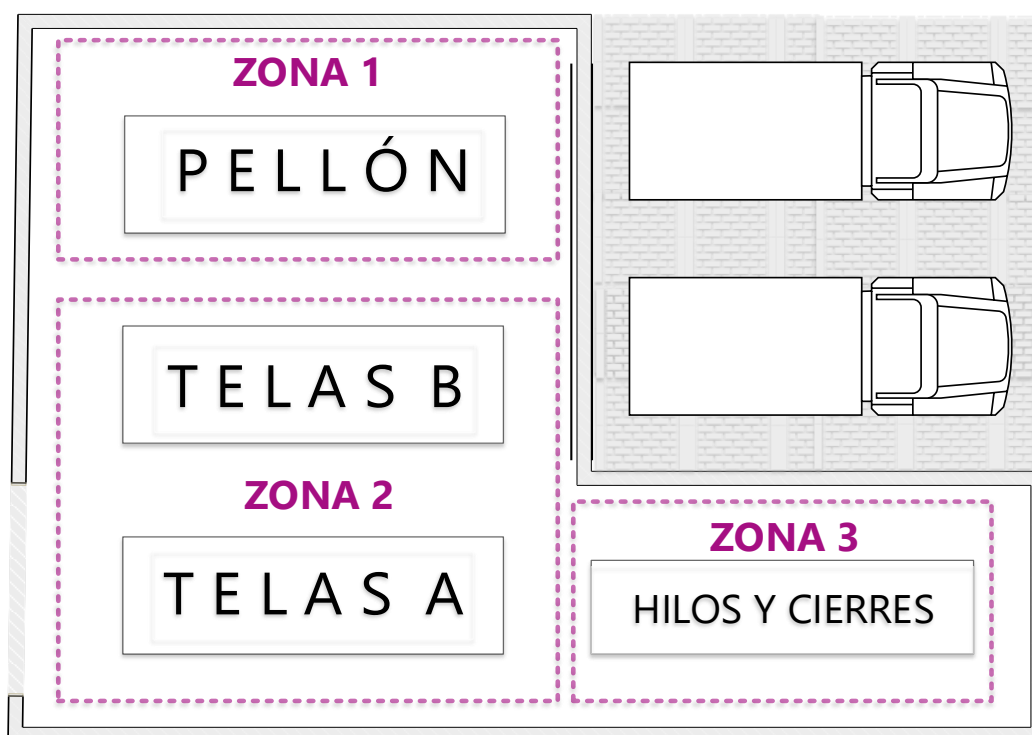 ZONA 1
PELLÓN
TELAS B
ZONA 2
TELAS A
ZONA 3
HILOS Y CIERRES